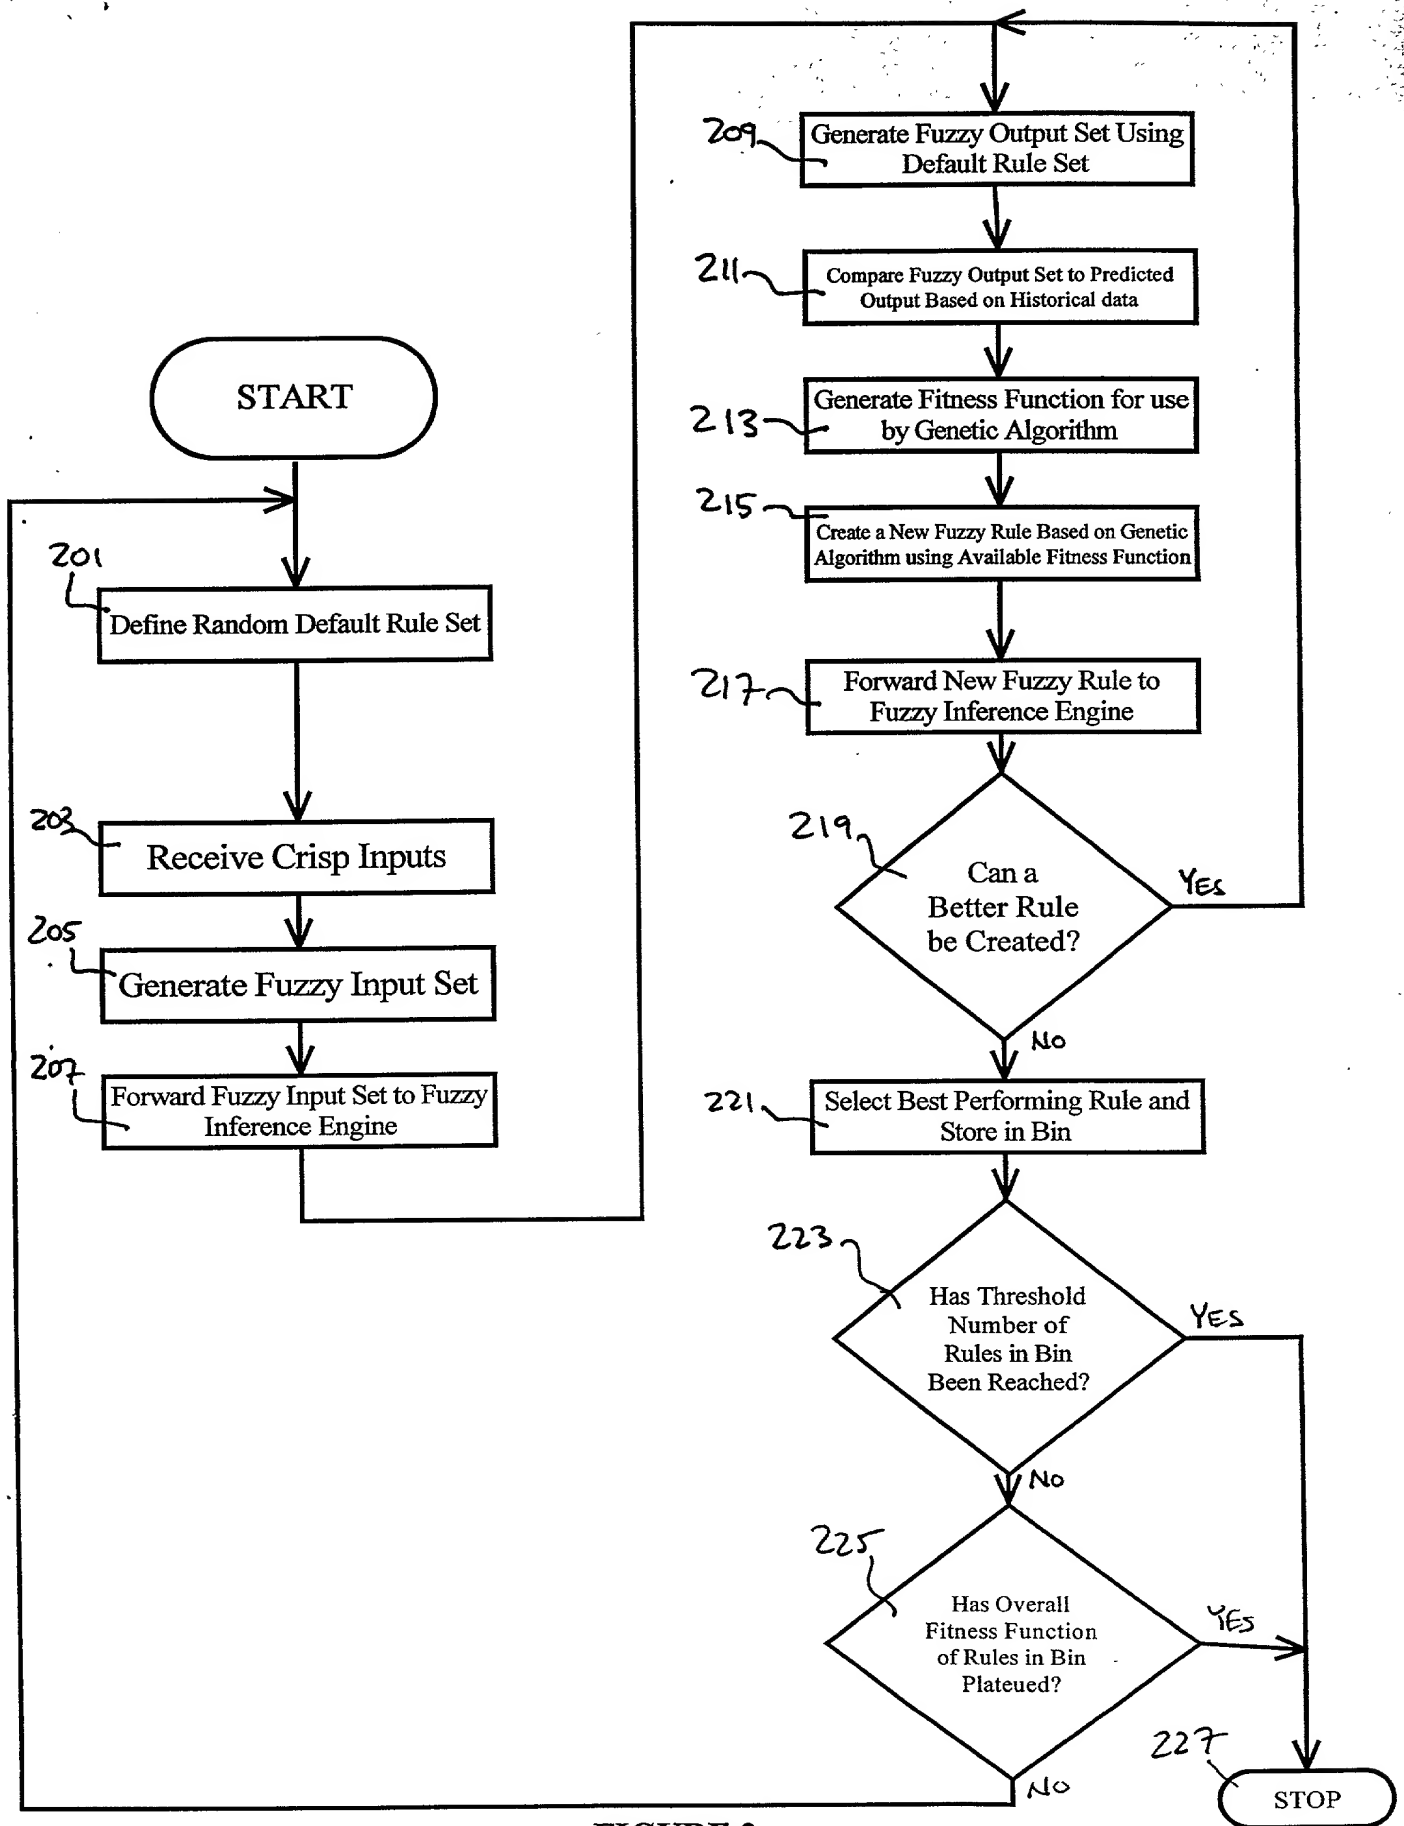 START
201
Define Random Default Rule Set
203
Receive Crisp Inputs
205
Generate Fuzzy Input Set
207
Forward Fuzzy Input Set to Fuzzy
Inference Engine
209
Generate Fuzzy Output Set Using
Default Rule Set
211
Compare Fuzzy Output Set to Predicted
Output Based on Historical data
213
Generate Fitness Function for use
by Genetic Algorithm
215
Create a New Fuzzy Rule Based on Genetic
Algorithm using Available Fitness Function
217
Forward New Fuzzy Rule to
Fuzzy Inference Engine
219
Can a
Better Rule
be Created?
YES
NO
221
Select Best Performing Rule and
Store in Bin
223
Has Threshold
Number of
Rules in Bin
Been Reached?
YES
NO
225
Has Overall
Fitness Function
of Rules in Bin
Plateued?
YES
NO
227
STOP